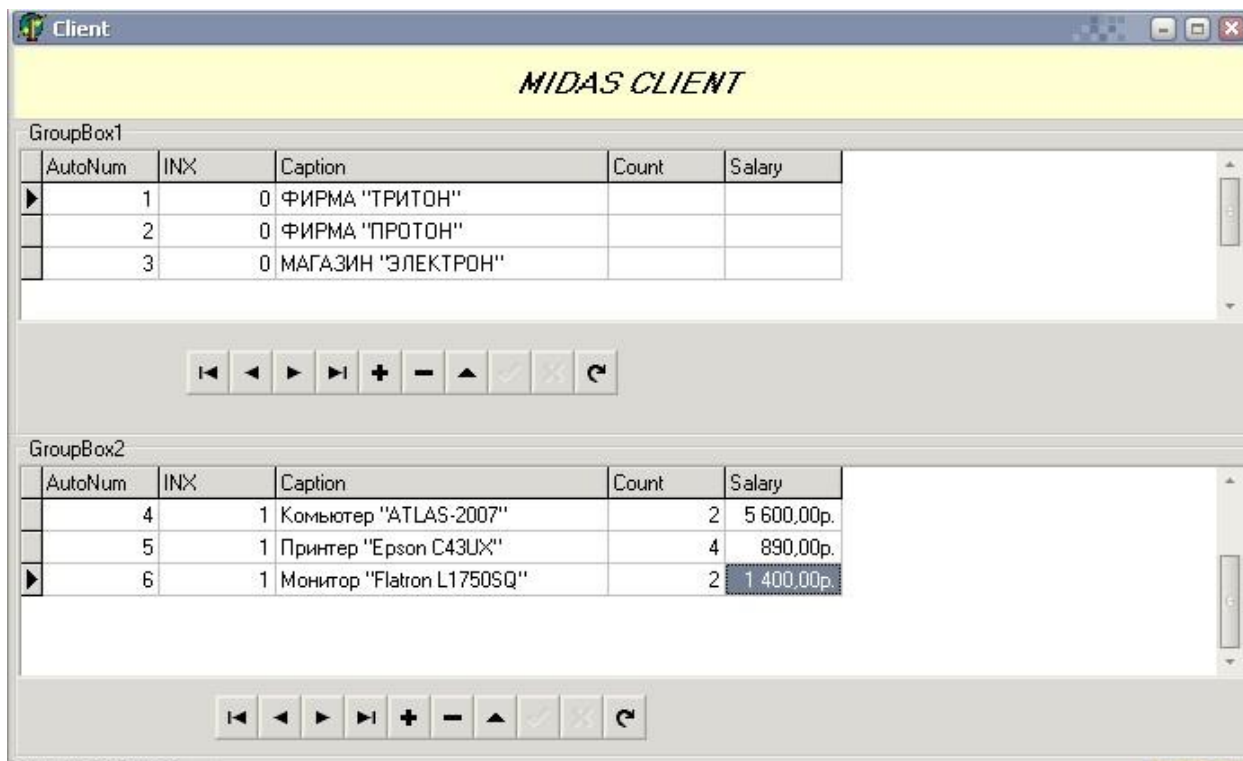 Client
MIDAS CLIENT
GroupBox1
AutoNum INX Caption Count Salary
1 0 ФИРМА "ТРИТОН"
2 0 ФИРМА "ПРОТОН"
3 0 МАГАЗИН "ЭЛЕКТРОН"
GroupBox2
AutoNum INX Caption Count Salary
4 1 Комьютер "ATLAS-2007" 2 5 600,00р.
5 1 Принтер "Epson C43UX" 4 890,00р.
6 1 Монитор "Flatron L1750SQ" 2 1 400,00р.